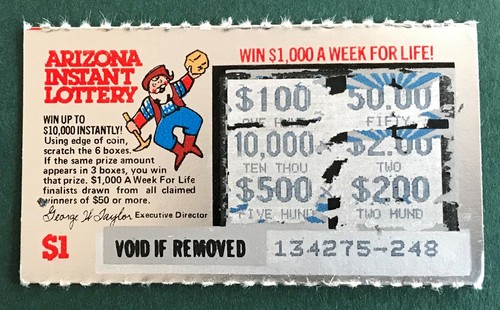 ARIZONA
INSTANT
LOTTERY
WIN UP TO
$10,000 INSTANTLY!
Using edge of coin,
scratch the 6 boxes.
If the same prize amount
appears in 3 boxes, you win
that prize. $1,000 A Week For Life
finalists drawn from all claimed
winners of $50 or more.
George H Taylor Executive Director
$1
WIN $1,000 A WEEK FOR LIFE!
$100 50.00
FIFTY
10,000 $2.00
TEN THOU TWO
$500 $200
FIVE HUND TWO HUND
VOID IF REMOVED 134275-248